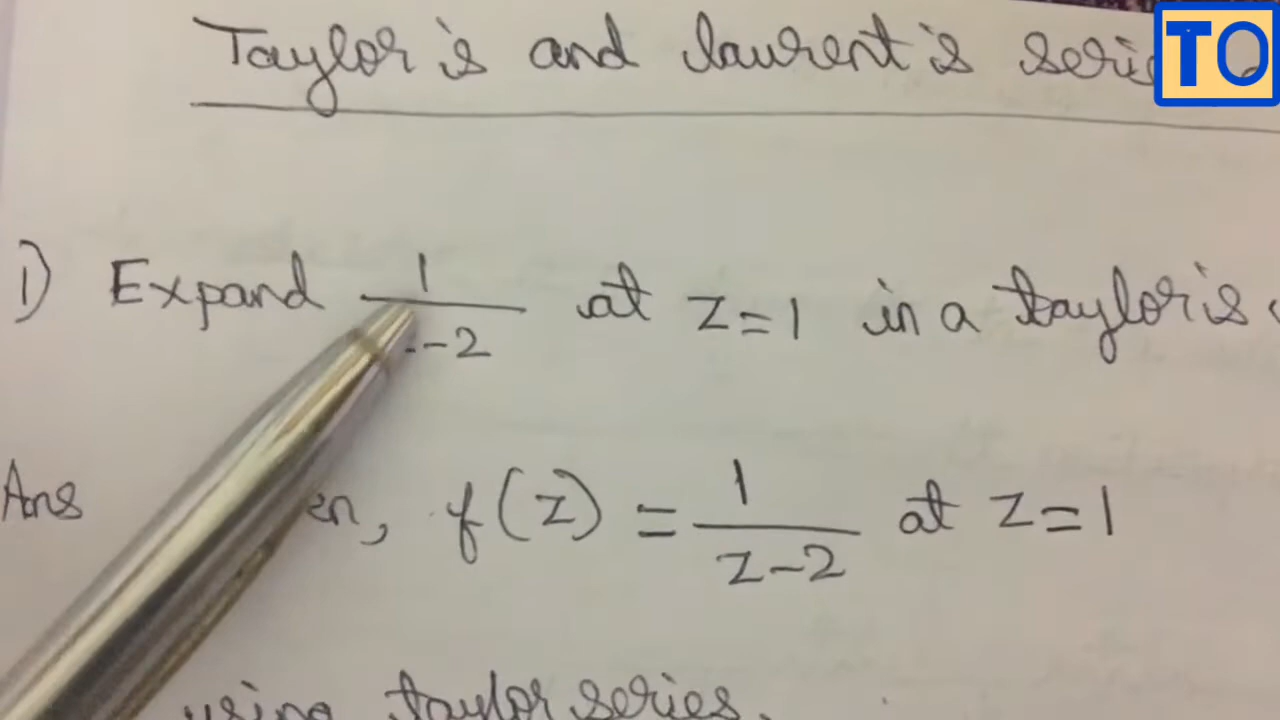 Taylor's and laurent's
TO
1) Expand 1/-2 at z=1 in a taylor's
Ans en, f(z) = 1/z-2 at z=1
using taylor series.